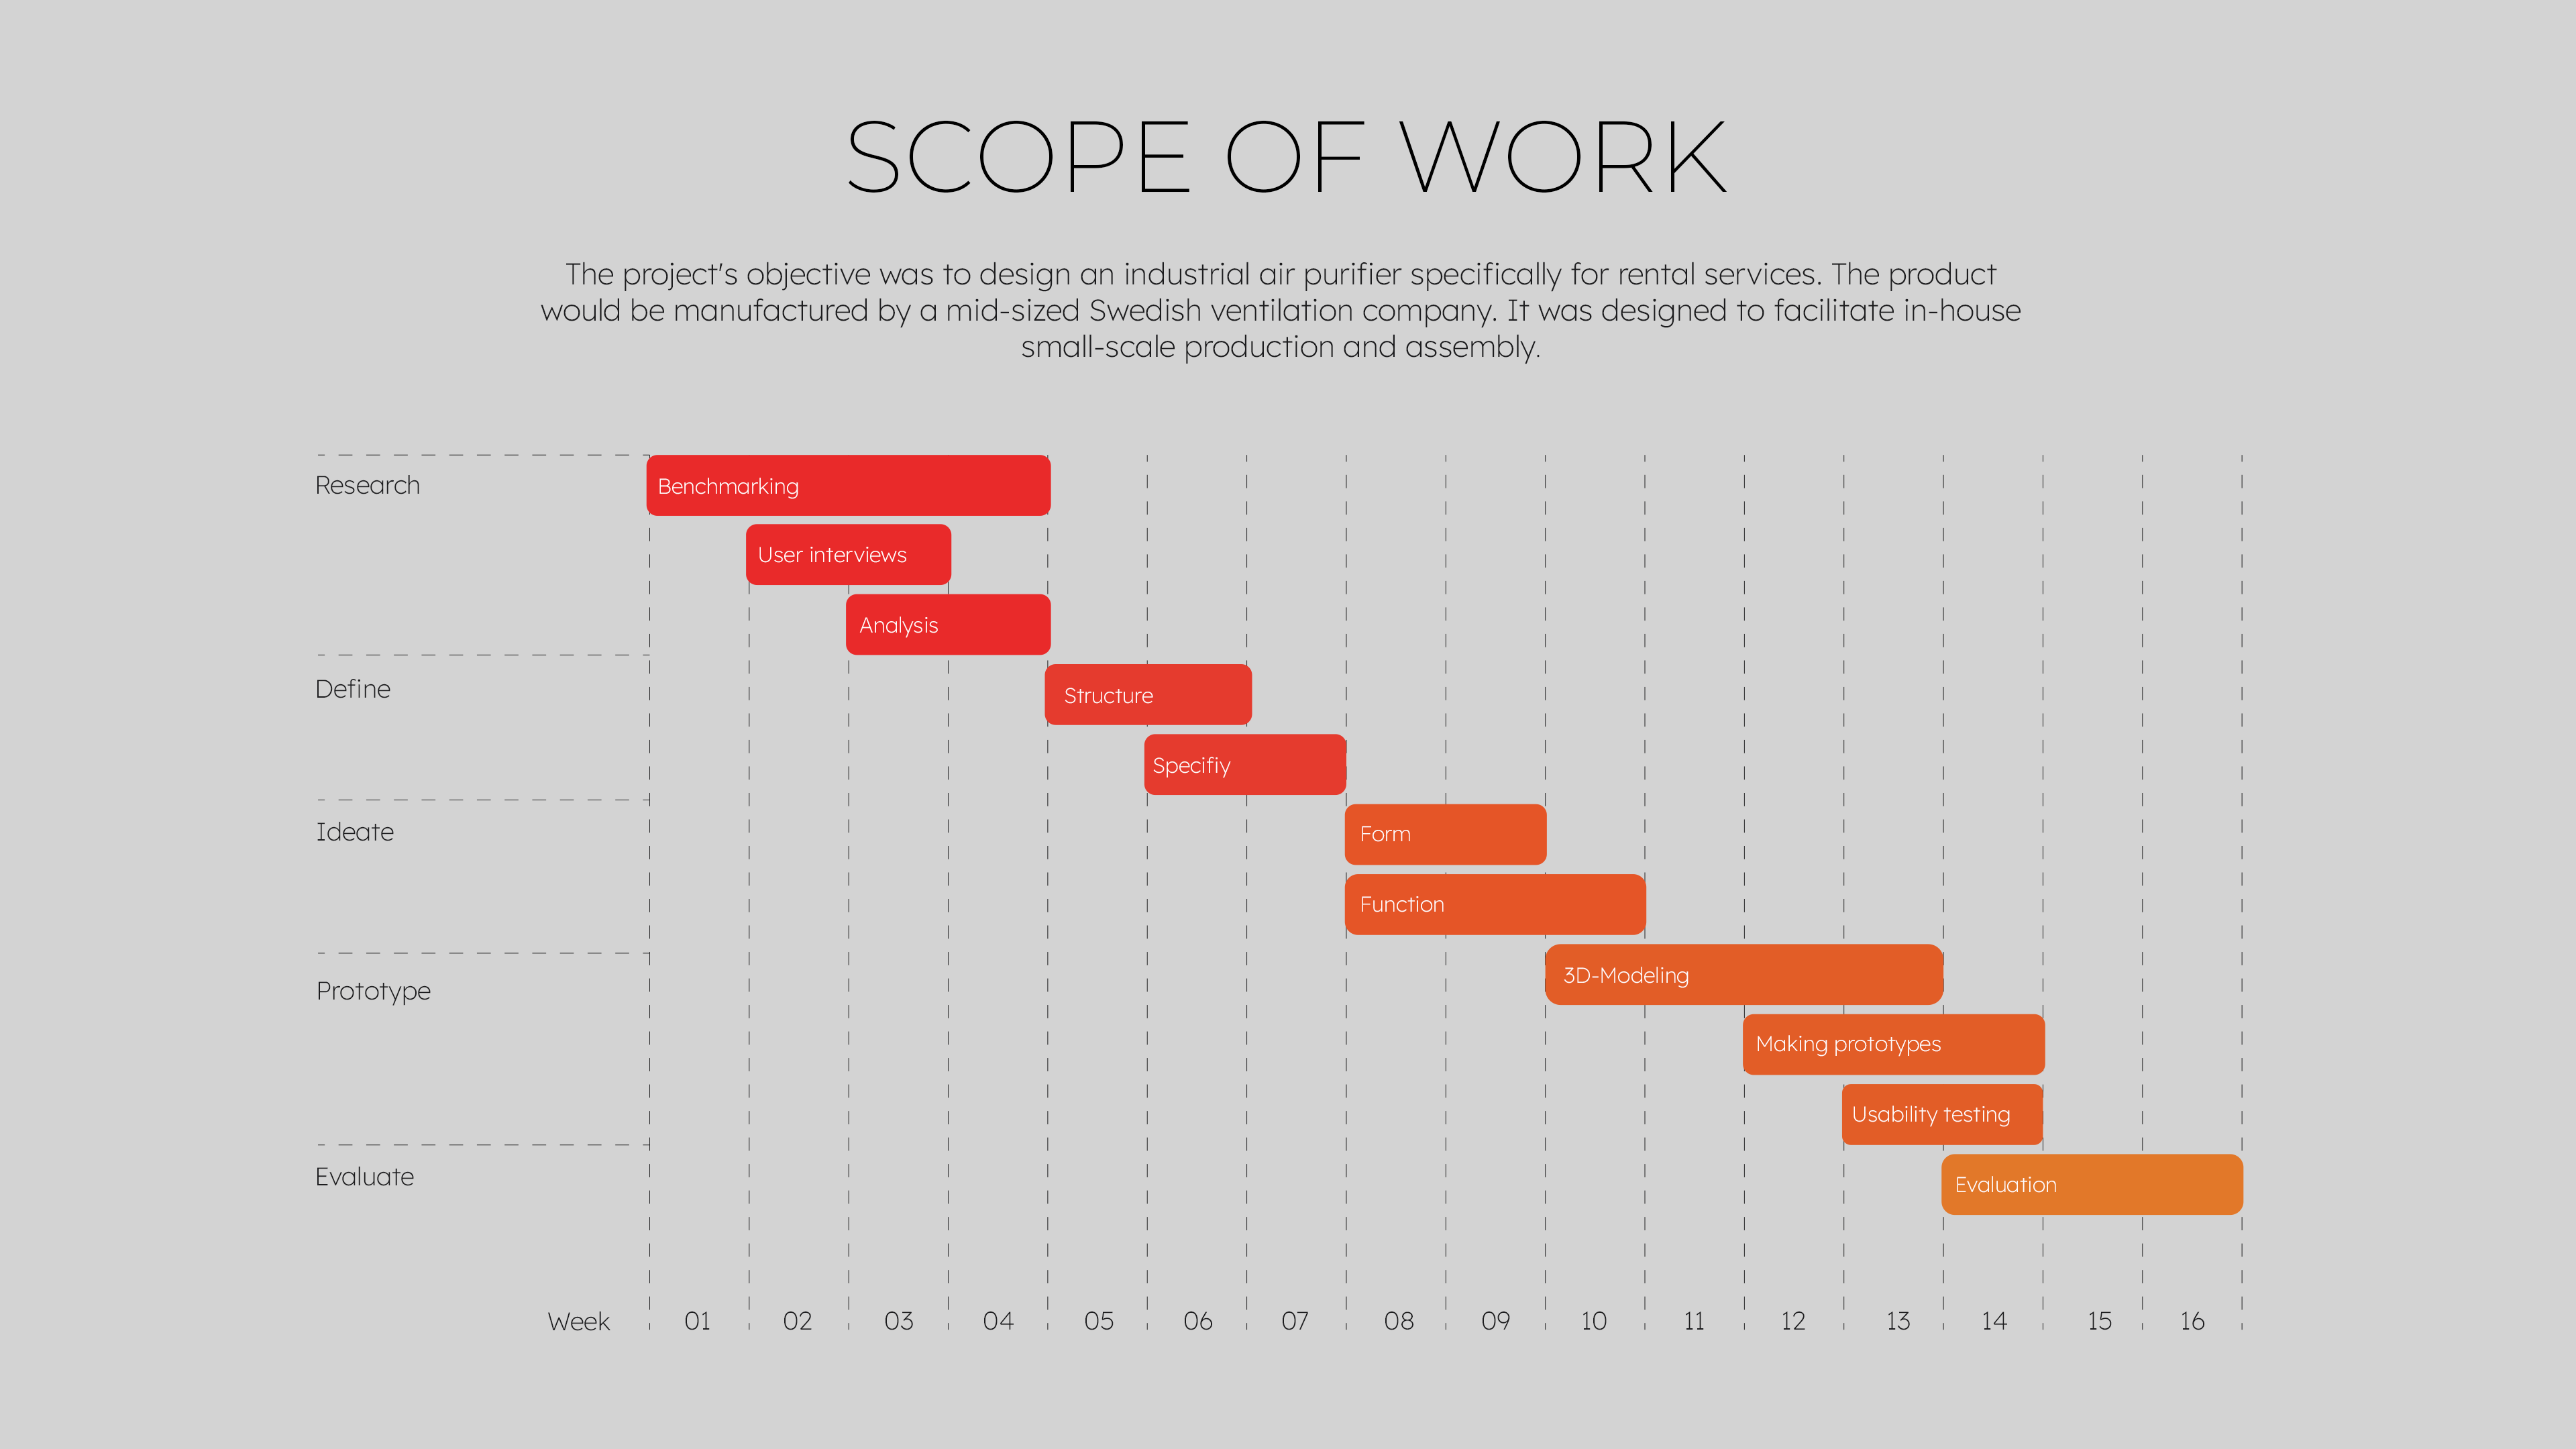 SCOPE OF WORK
The project's objective was to design an industrial air purifier specifically for rental services. The product
would be manufactured by a mid-sized Swedish ventilation company. It was designed to facilitate in-house
small-scale production and assembly.
Research
Benchmarking
User interviews
Analysis
Define
Structure
Specifiy
Ideate
Form
Function
Prototype
3D-Modeling
Making prototypes
Usability testing
Evaluate
Evaluation
Week 01 02 03 04 05 06 07 08 09 10 11 12 13 14 15 16